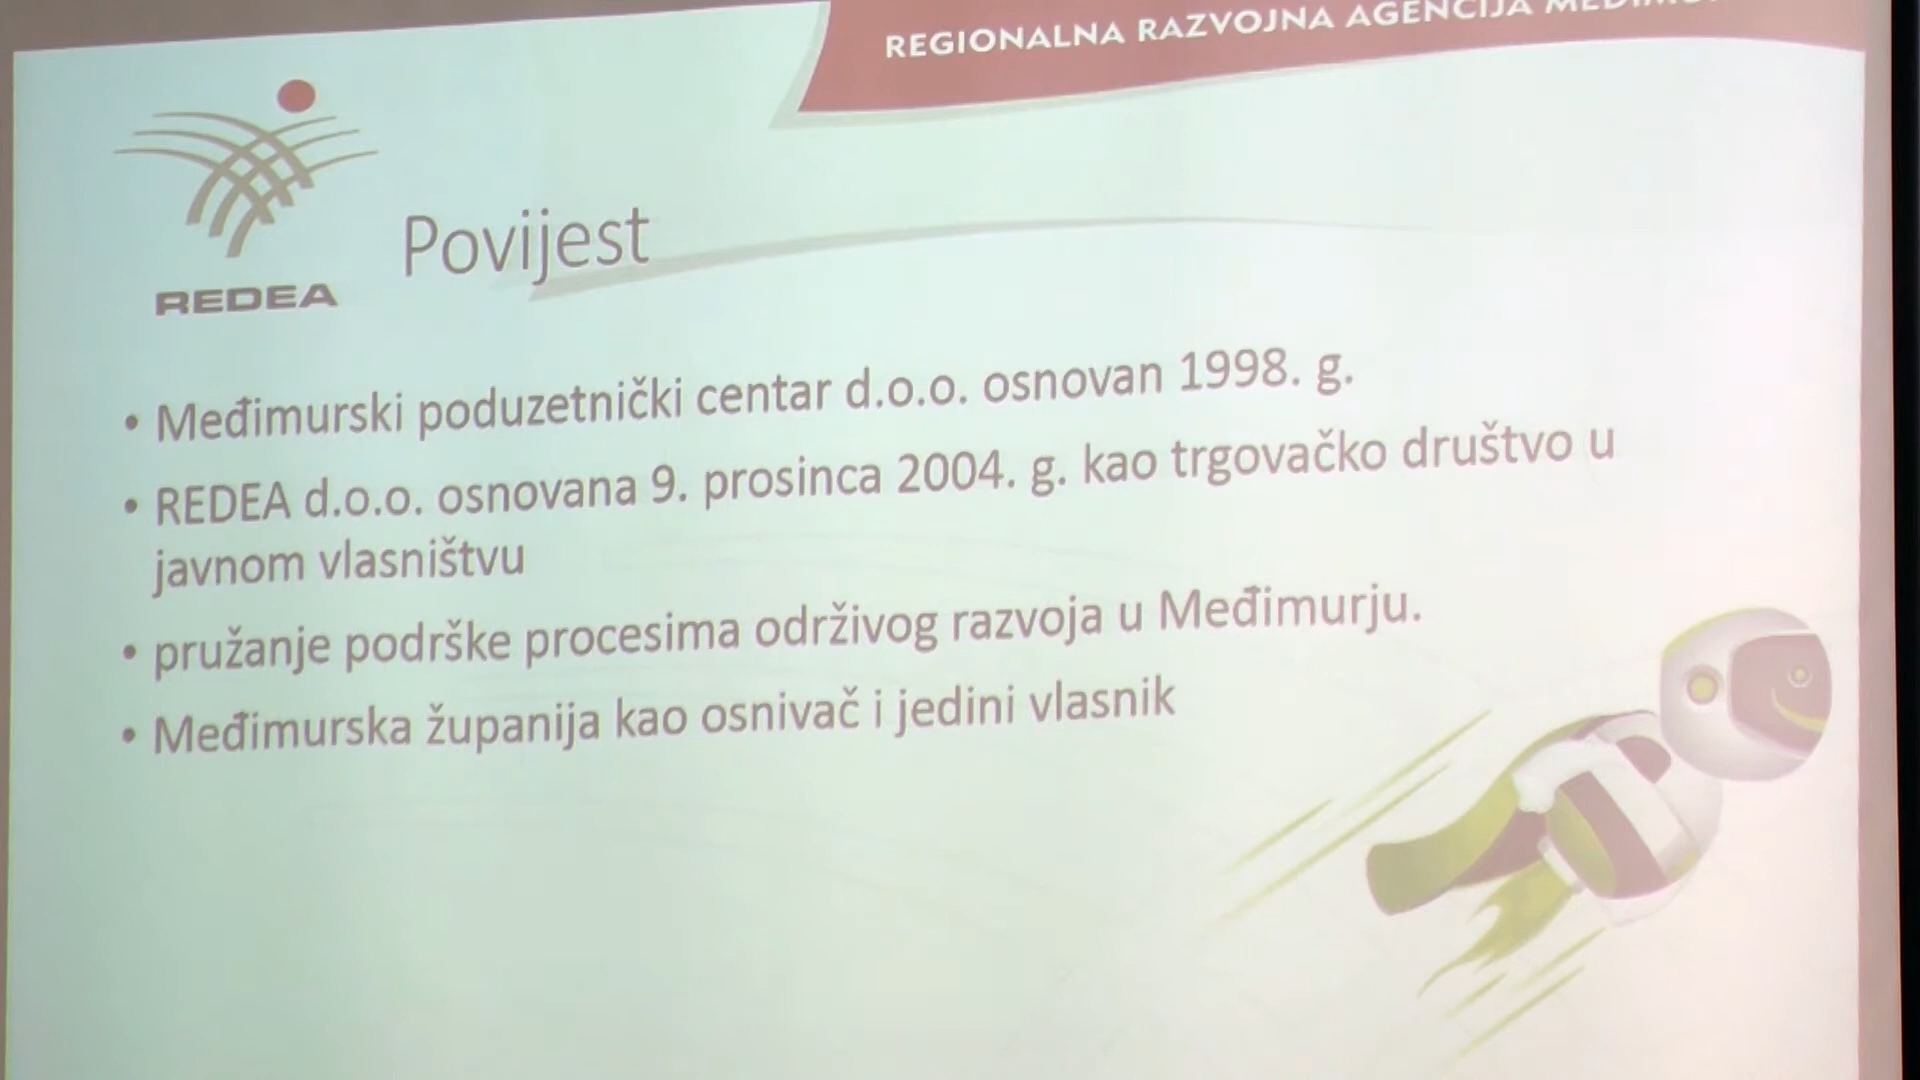 REGIONALNA RAZVOJNA AGENCIJA
REDEA
Povijest
• Međimurski poduzetnički centar d.o.o. osnovan 1998. g.
• REDEA d.o.o. osnovana 9. prosinca 2004. g. kao trgovačko društvo u
javnom vlasništvu
• pružanje podrške procesima održivog razvoja u Međimurju.
• Međimurska županija kao osnivač i jedini vlasnik